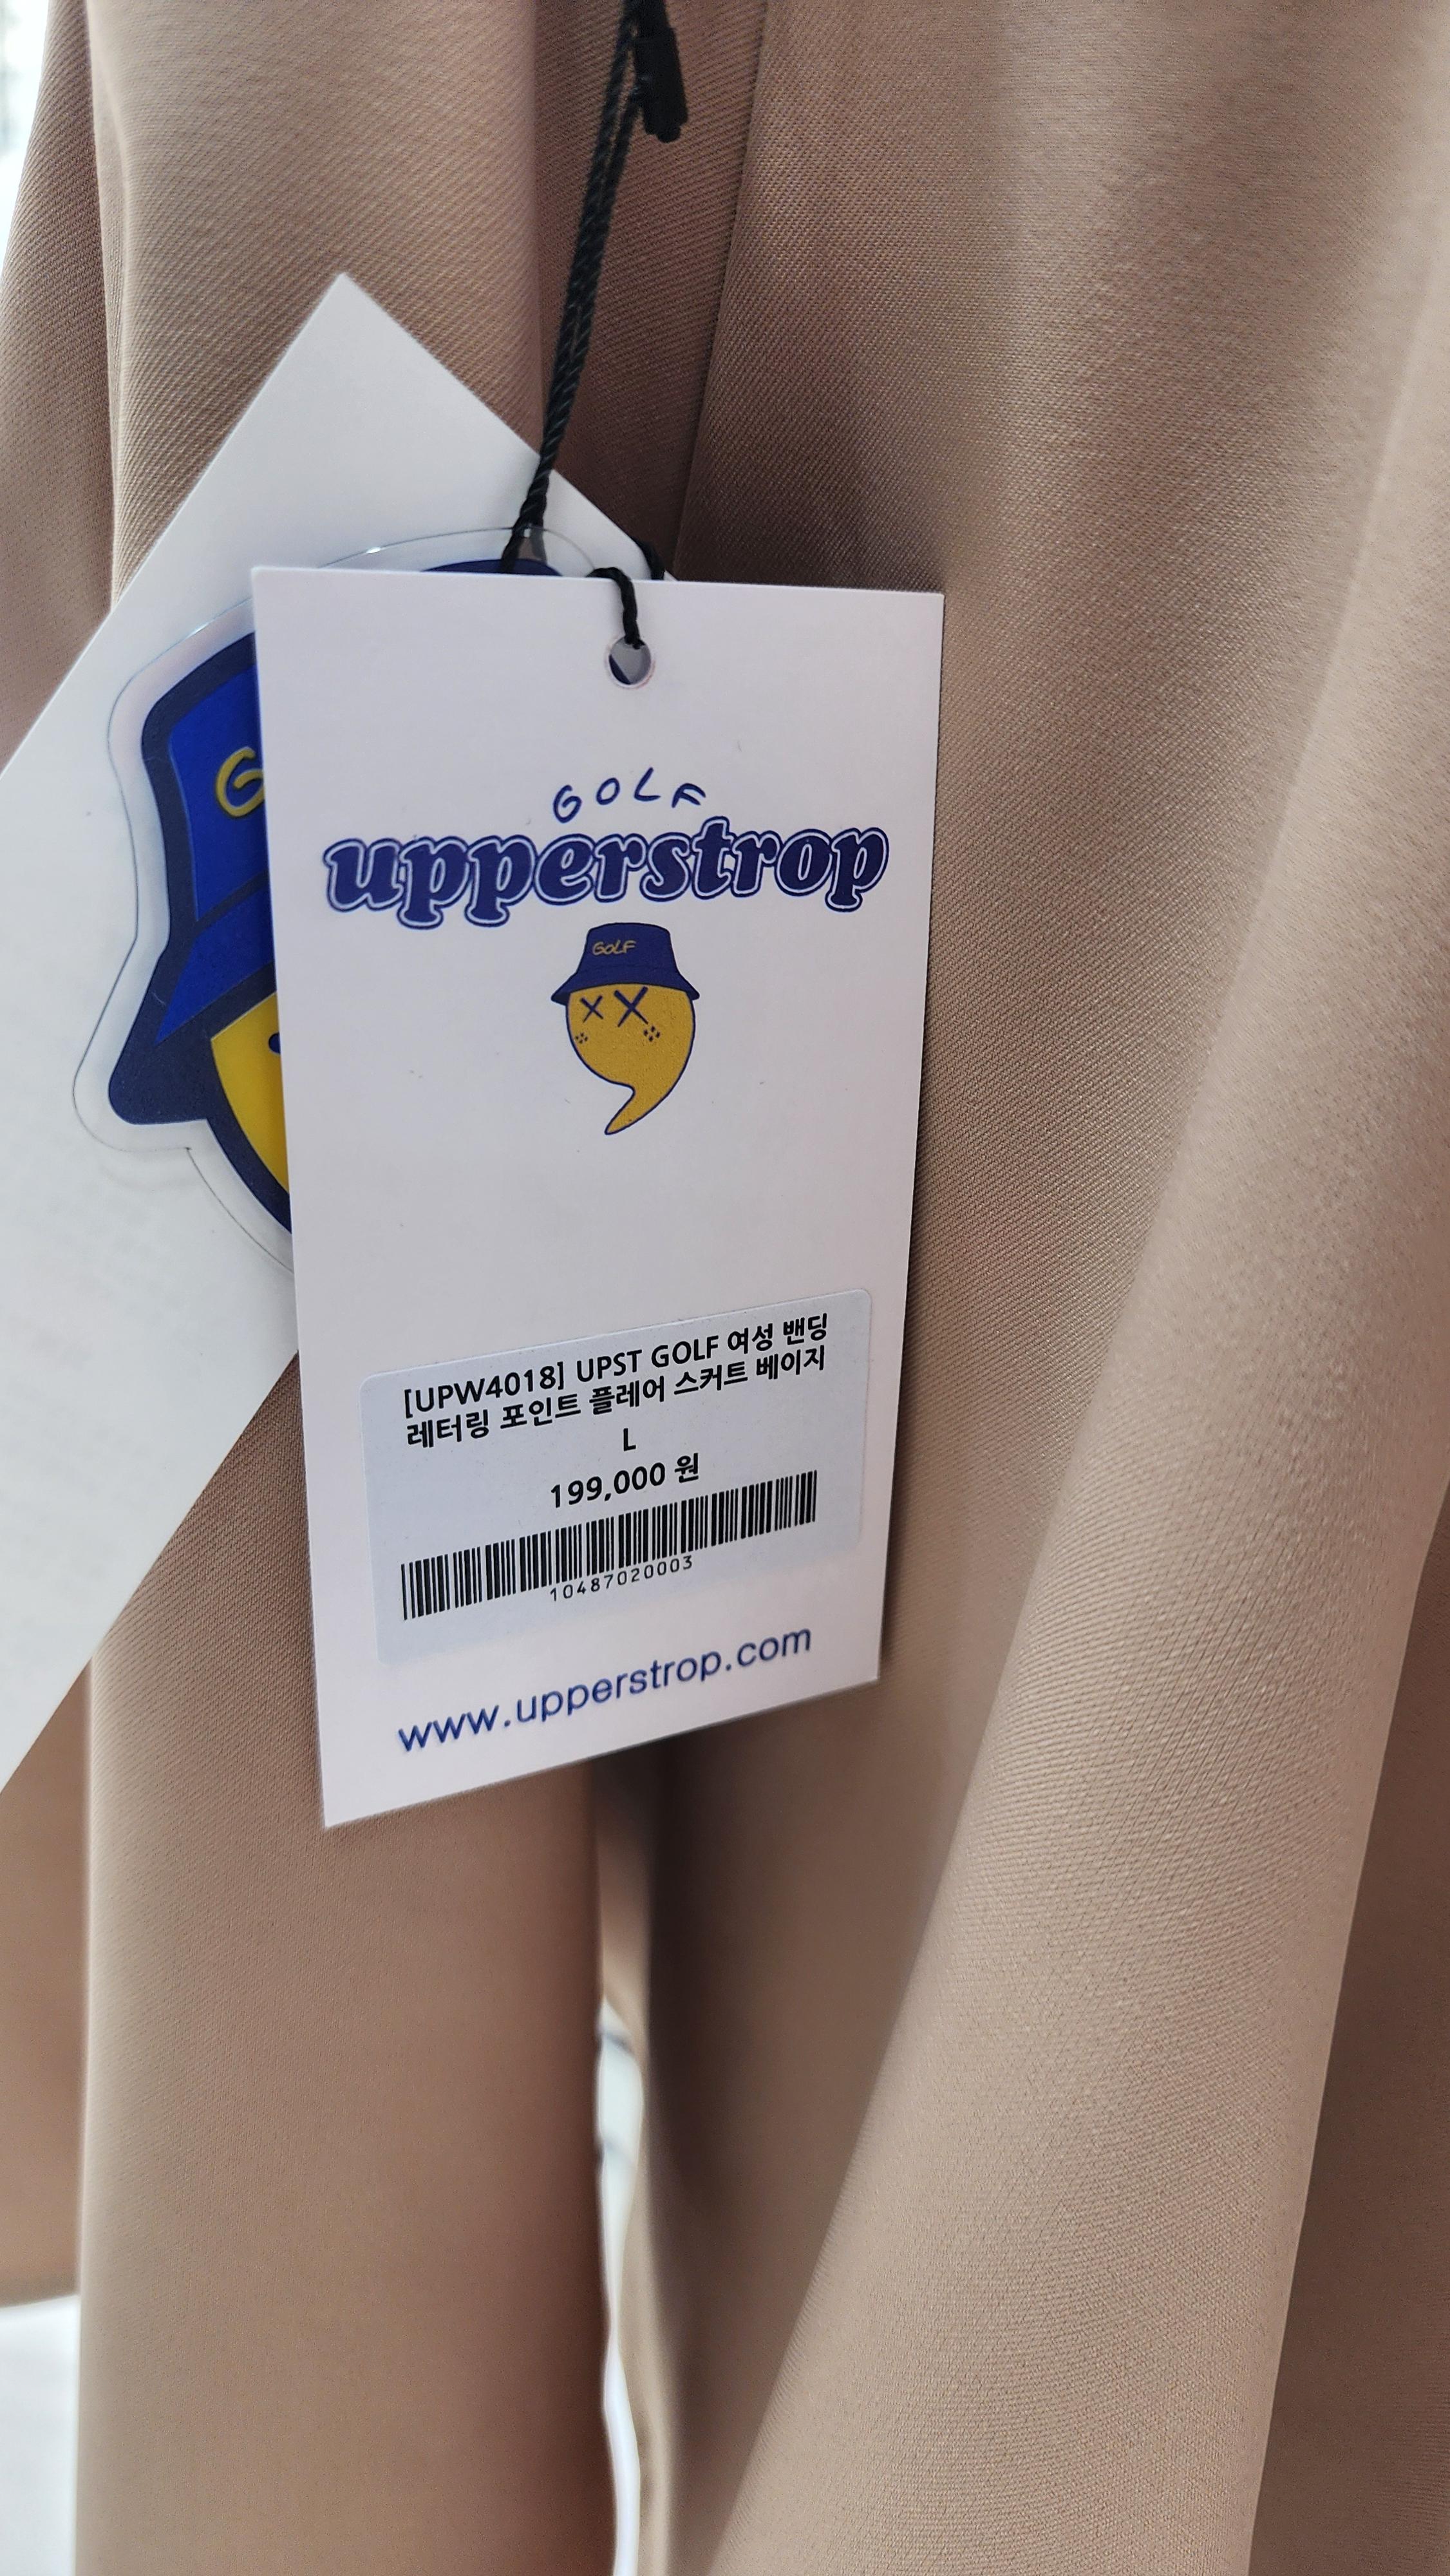 G
GOLF
upperstrop
GOLF
[UPW4018] UPST GOLF 여성 밴딩
레터링 포인트 플레어 스커트 베이지
L
199,000 원
10487020003
www.upperstrop.com